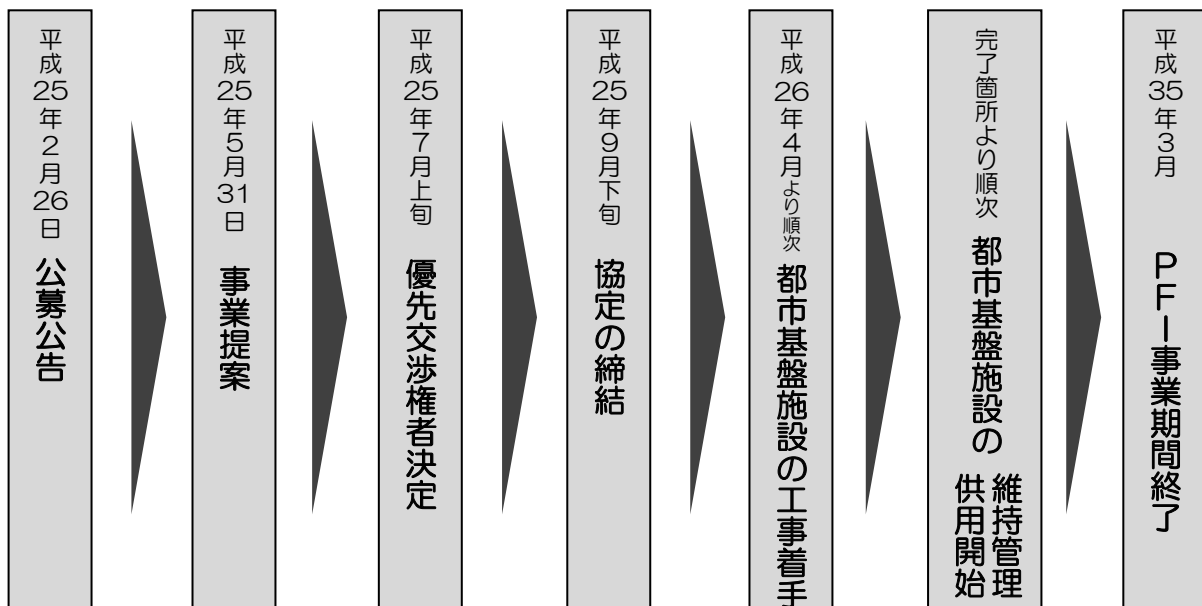 平成25年2月26日 公募公告
平成25年5月31日 事業提案
平成25年7月上旬 優先交渉権者決定
平成25年9月下旬 協定の締結
平成26年4月より順次 都市基盤施設の工事着手
完了箇所より順次 都市基盤施設の
維持管理
供用開始
平成35年3月 PFI事業期間終了